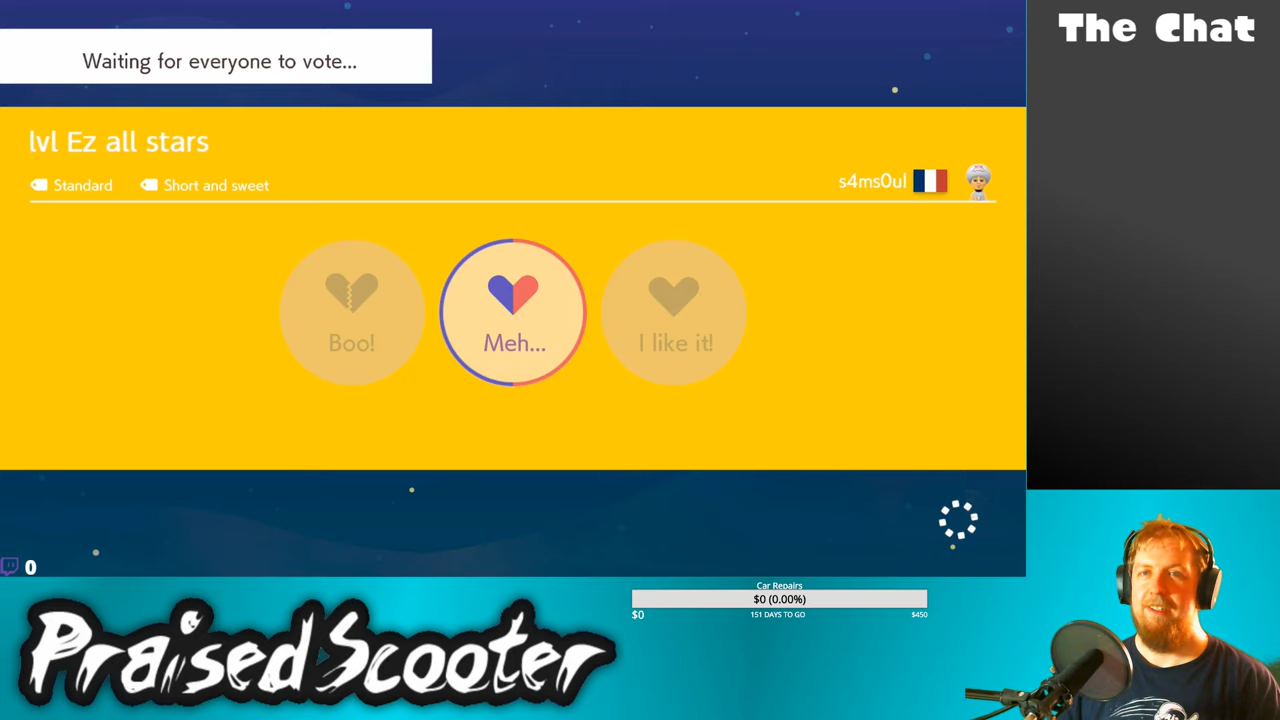 The Chat
Waiting for everyone to vote...
lvl Ez all stars
Standard Short and sweet
s4ms0ul
Boo! Meh... I like it!
0
Car Repairs
$0 (0.00%)
$0 151 DAYS TO GO $450
PraisedScooter